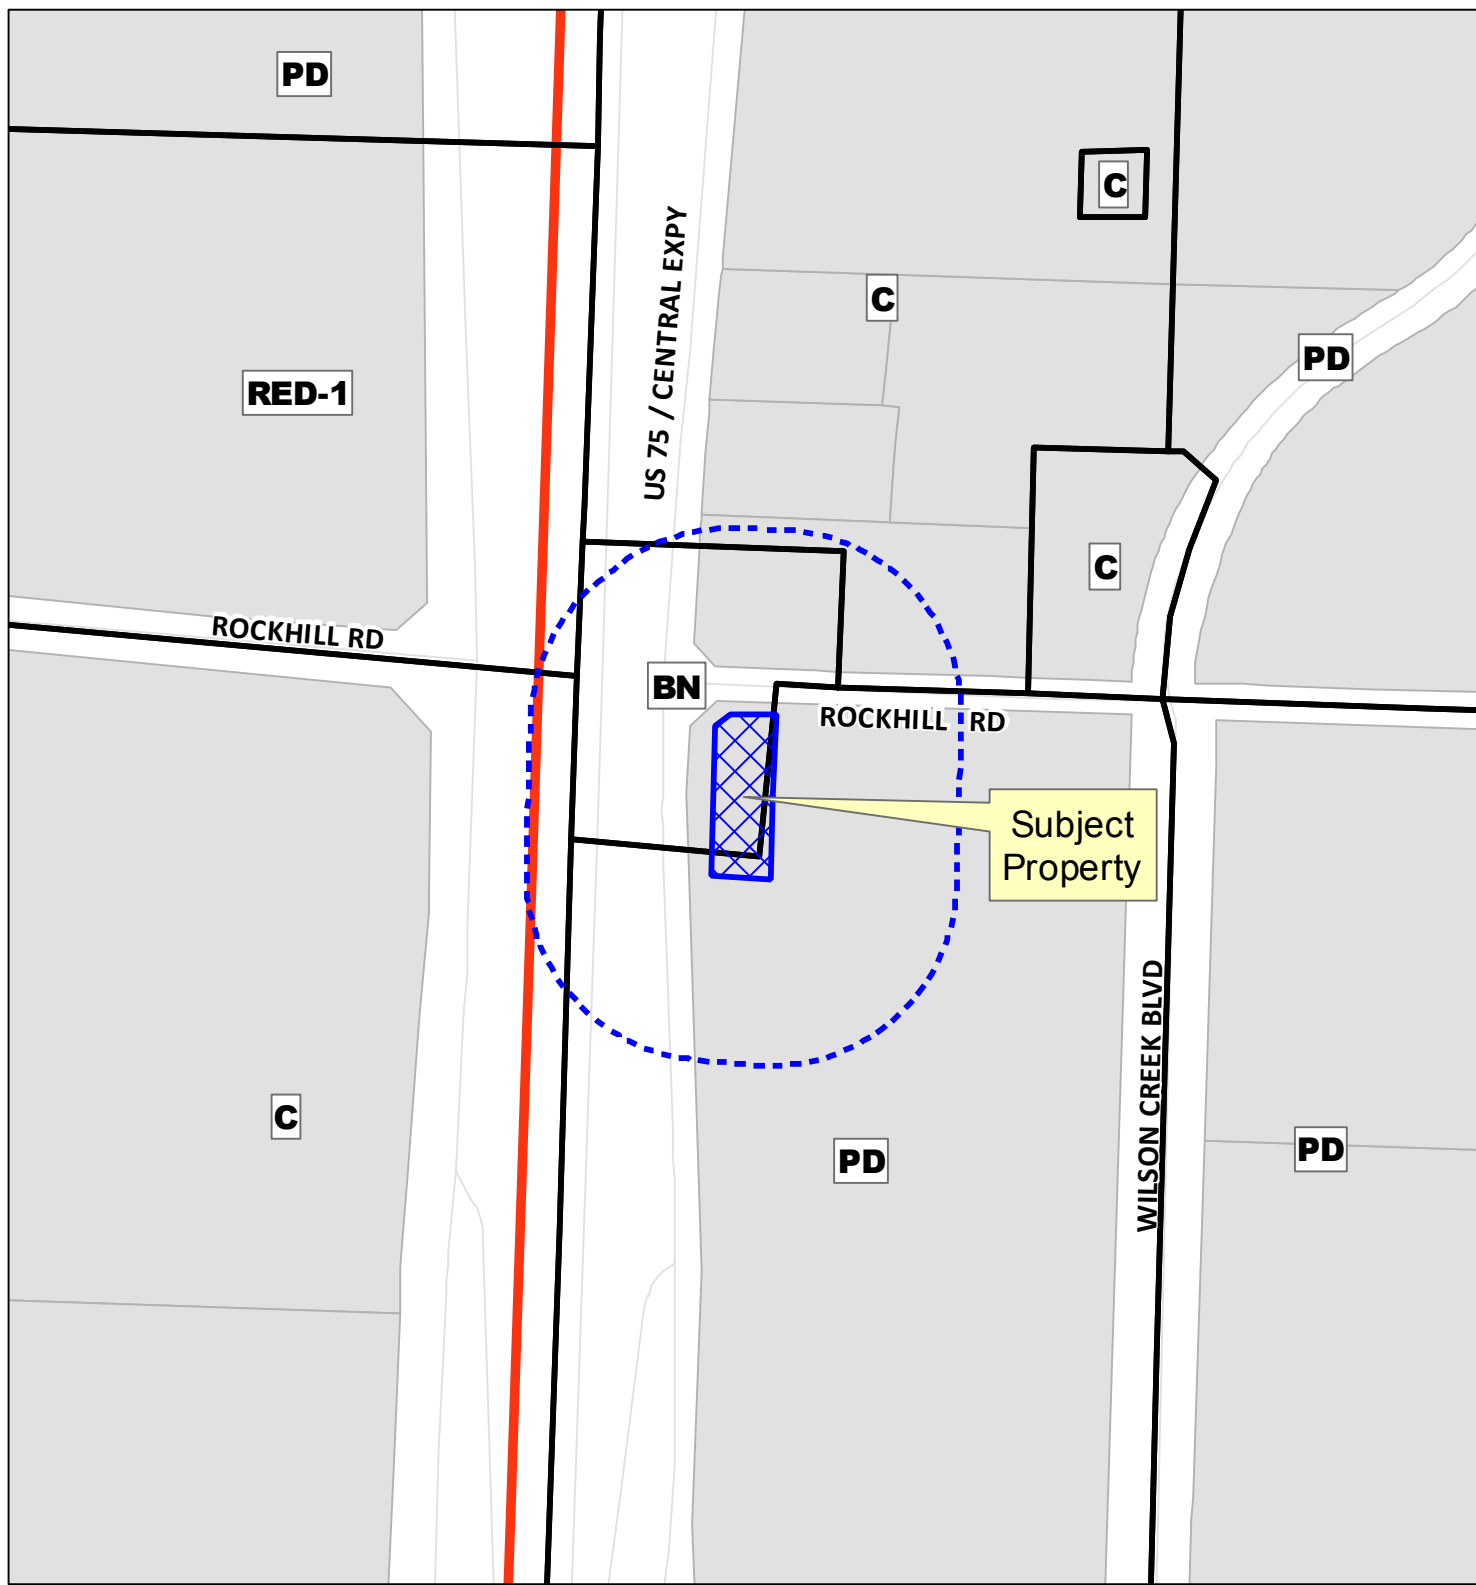 PD
C
US 75 / CENTRAL EXPY
C
PD
RED-1
C
ROCKHILL RD
BN
ROCKHILL RD
Subject
Property
WILSON CREEK BLVD
C
PD
PD